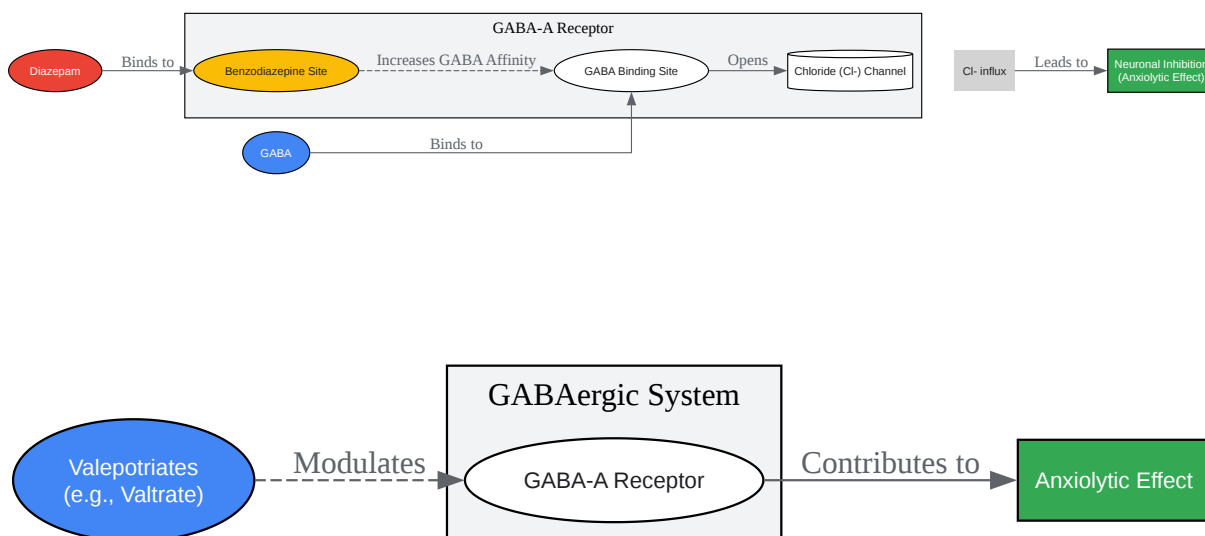 GABA-A Receptor
Diazepam
Binds to
Benzodiazepine Site
Increases GABA Affinity
GABA Binding Site
Opens
Chloride (Cl-) Channel
Cl- influx
Leads to
Neuronal Inhibition
(Anxiolytic Effect)
GABA
Binds to
GABAergic System
Valepotriates
(e.g., Valtrate)
Modulates
GABA-A Receptor
Contributes to
Anxiolytic Effect